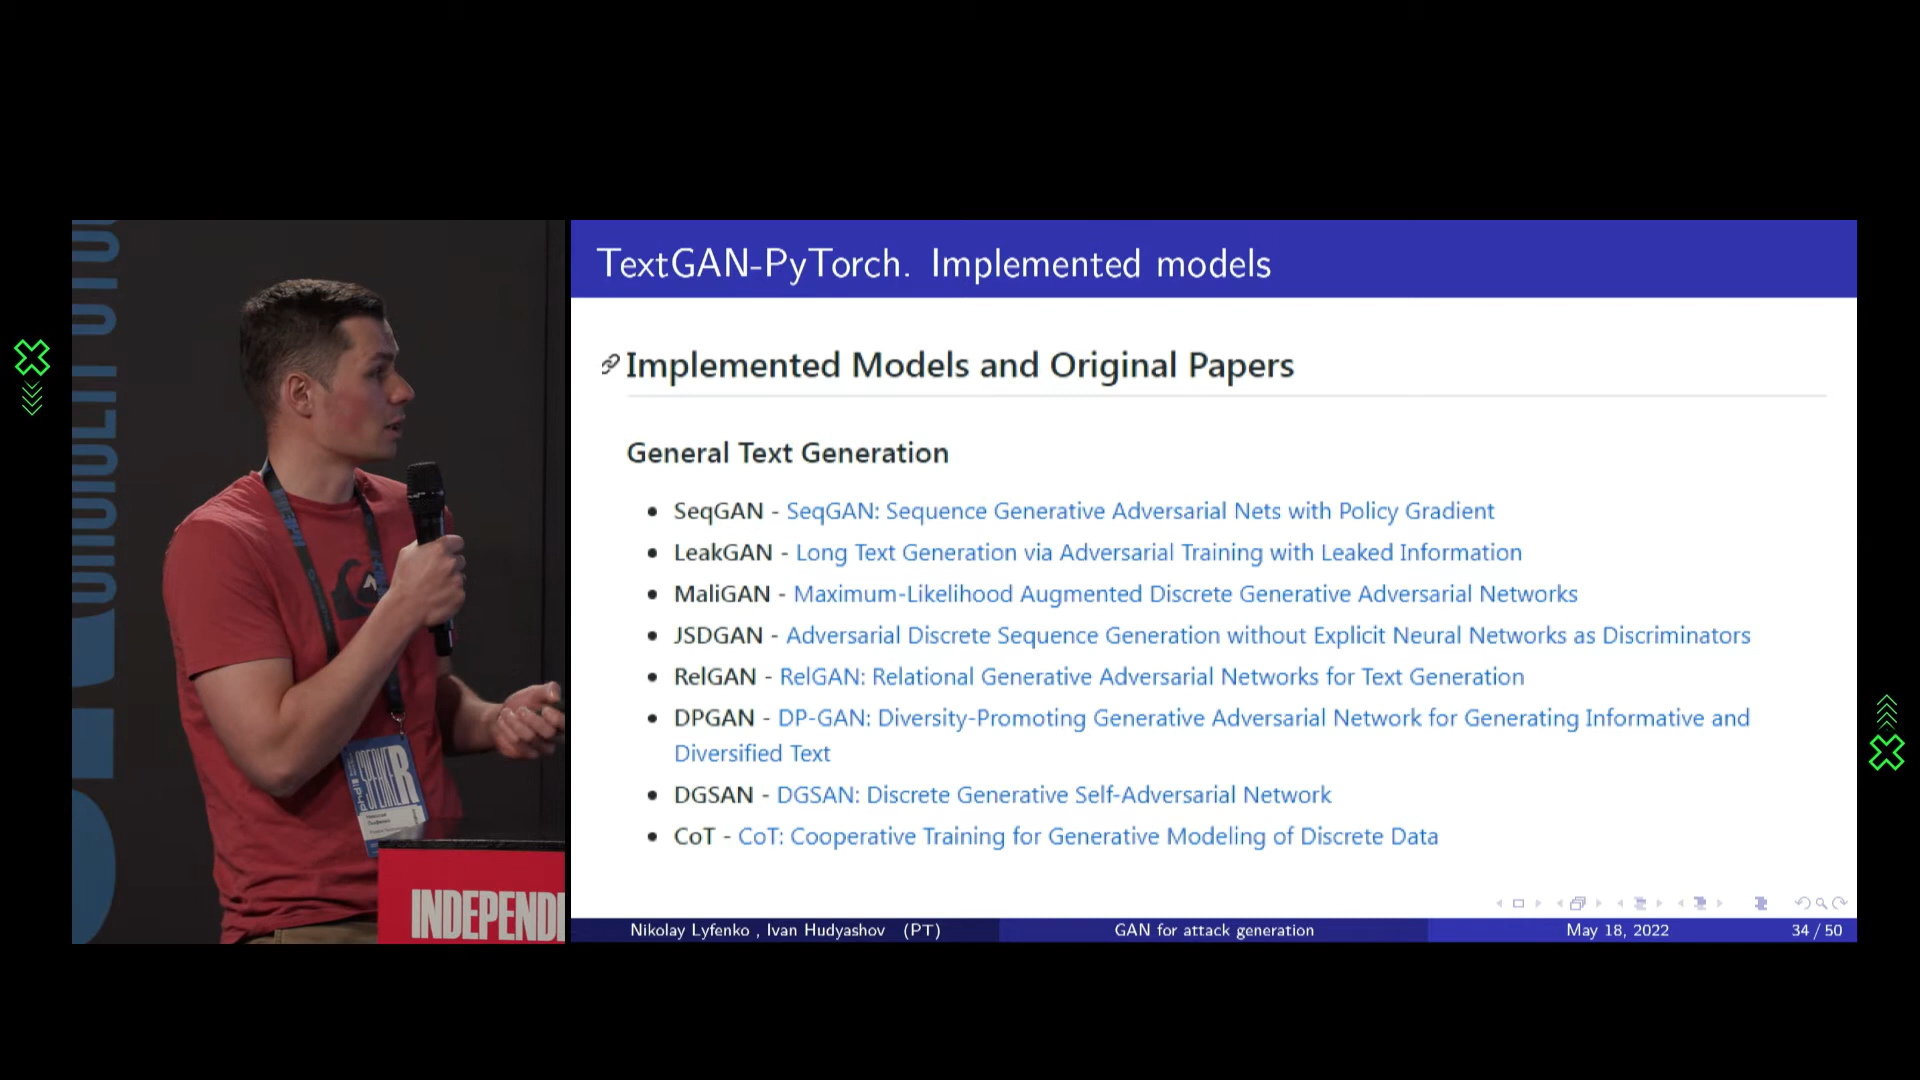 TextGAN-PyTorch. Implemented models
Implemented Models and Original Papers
General Text Generation
SeqGAN - SeqGAN: Sequence Generative Adversarial Nets with Policy Gradient
LeakGAN - Long Text Generation via Adversarial Training with Leaked Information
MaliGAN - Maximum-Likelihood Augmented Discrete Generative Adversarial Networks
JSDGAN - Adversarial Discrete Sequence Generation without Explicit Neural Networks as Discriminators
RelGAN - RelGAN: Relational Generative Adversarial Networks for Text Generation
DPGAN - DP-GAN: Diversity-Promoting Generative Adversarial Network for Generating Informative and
Diversified Text
DGSAN - DGSAN: Discrete Generative Self-Adversarial Network
CoT - CoT: Cooperative Training for Generative Modeling of Discrete Data
Nikolay Lyfenko , Ivan Hudyashov (PT)
GAN for attack generation
May 18, 2022
34 / 50
SPEAKER
INDEPEND